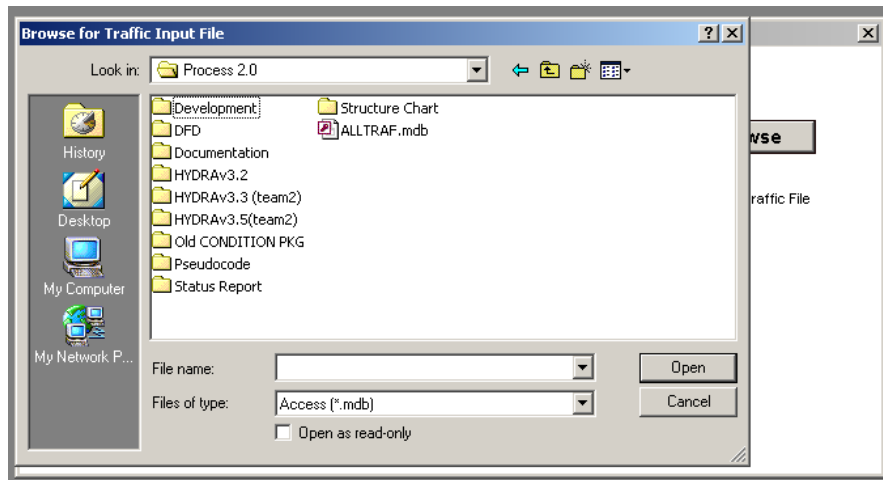 Browse for Traffic Input File
Look in: Process 2.0
History
Desktop
My Computer
My Network P...
Development
DFD
Documentation
HYDRAv3.2
HYDRAv3.3 (team2)
HYDRAv3.5(team2)
Old CONDITION PKG
Pseudocode
Status Report
Structure Chart
ALLTRAF.mdb
File name:
Open
Files of type: Access (*.mdb)
Cancel
Open as read-only
wse
raffic File